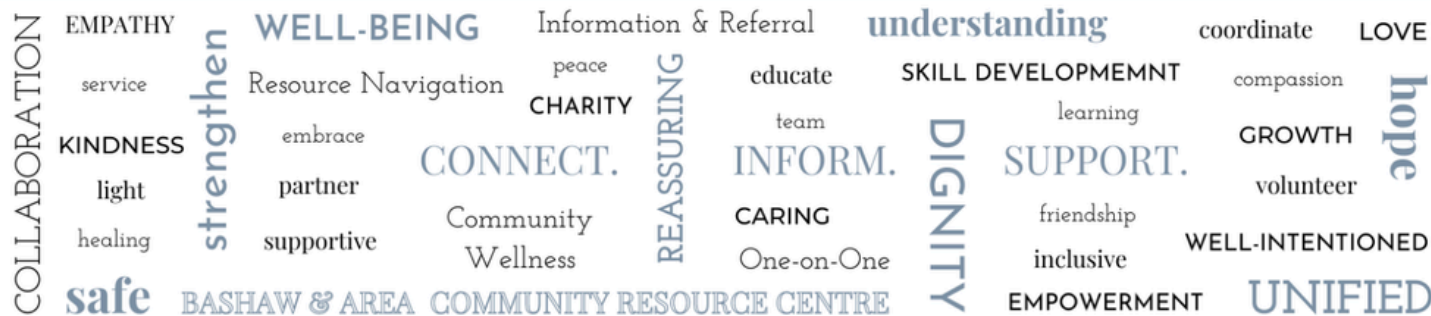 COLLABORATION
EMPATHY
service
KINDNESS
light
healing
safe
strengthen
WELL-BEING
Resource Navigation
embrace
partner
supportive
Information & Referral
peace
CHARITY
CONNECT.
Community
Wellness
REASSURING
understanding
educate
team
INFORM.
CARING
One-on-One
SKILL DEVELOPMEMNT
DIGNITY
learning
SUPPORT.
friendship
inclusive
EMPOWERMENT
coordinate
LOVE
compassion
hope
GROWTH
volunteer
WELL-INTENTIONED
UNIFIED
BASHAW & AREA COMMUNITY RESOURCE CENTRE